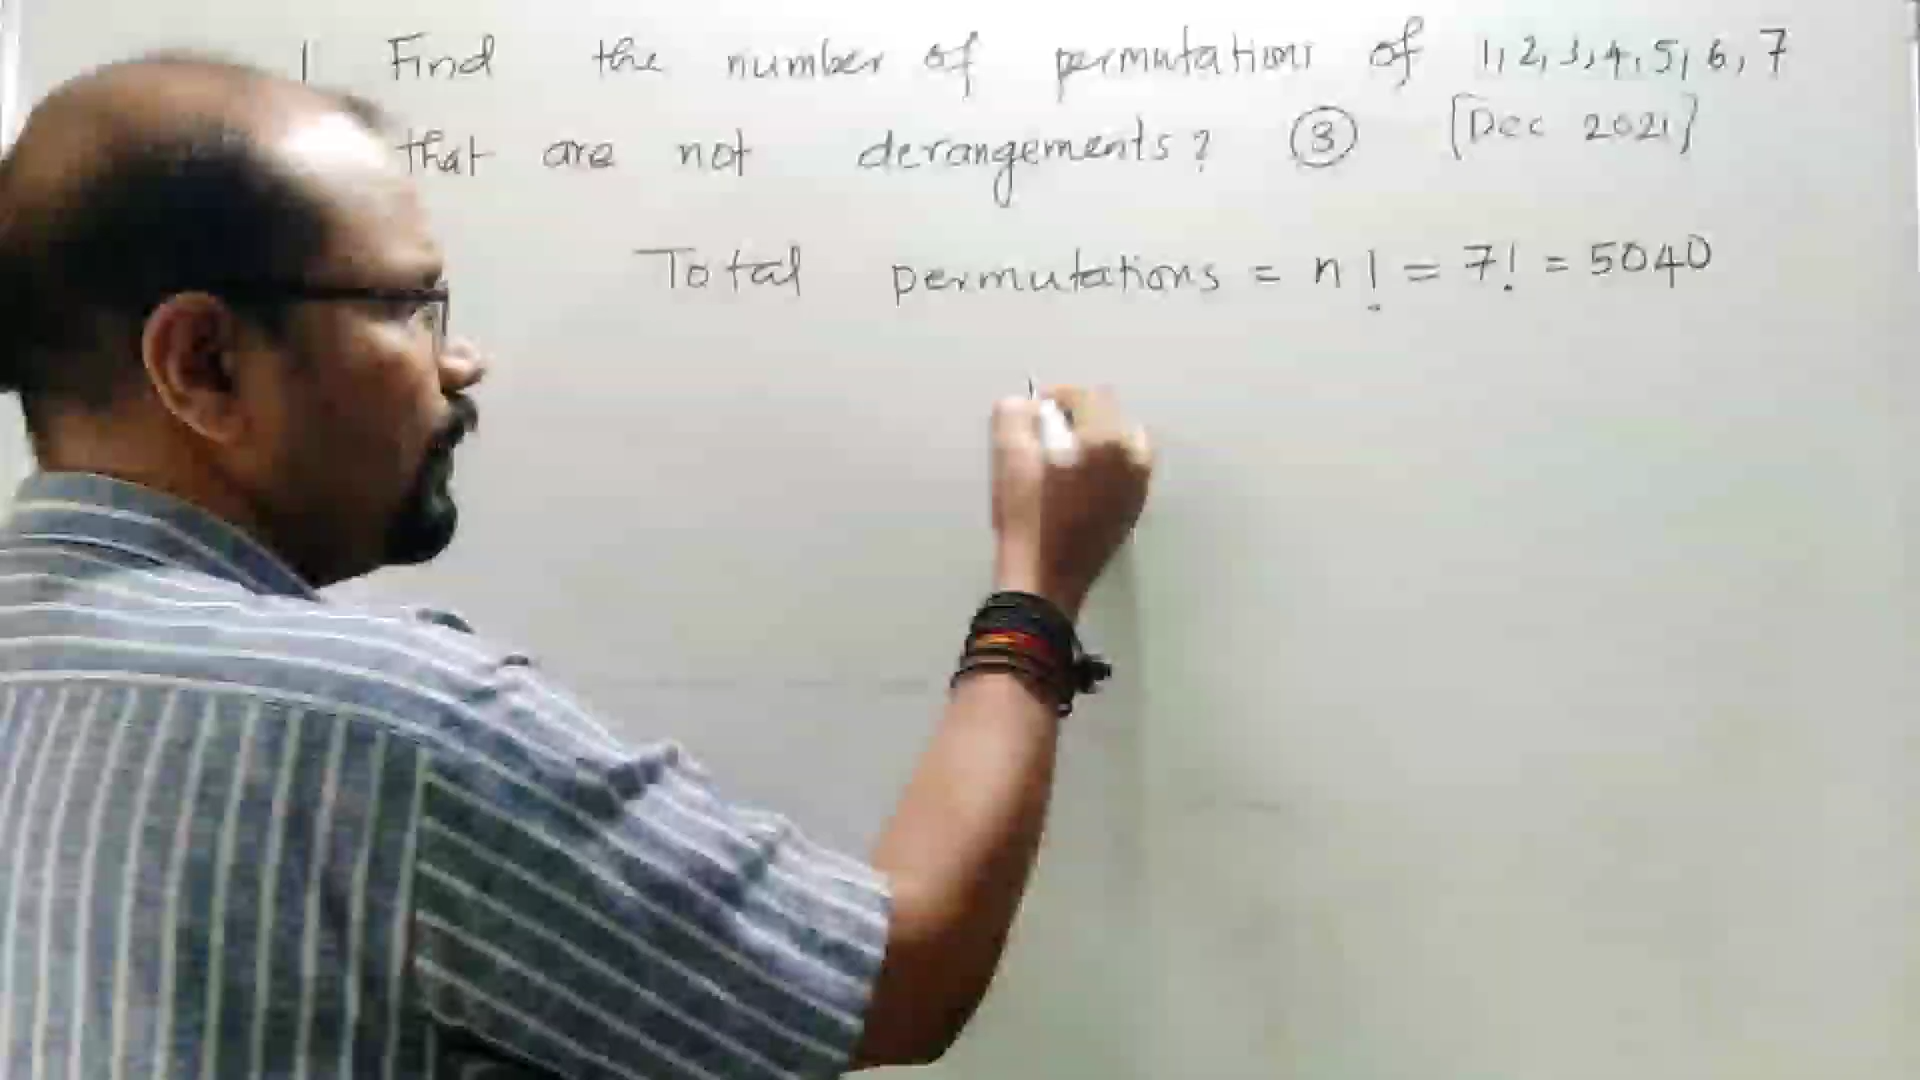 1 Find the number of permutations of 1, 2, 3, 4, 5, 6, 7
that are not derangements? ③ [Dec 2021]
Total permutations = n! = 7! = 5040